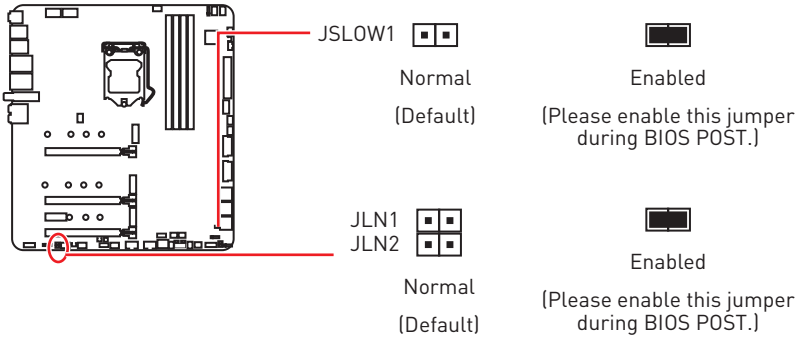 JSLOW1
Normal
(Default)
Enabled
(Please enable this jumper
during BIOS POST.)
JLN1
JLN2
Normal
(Default)
Enabled
(Please enable this jumper
during BIOS POST.)